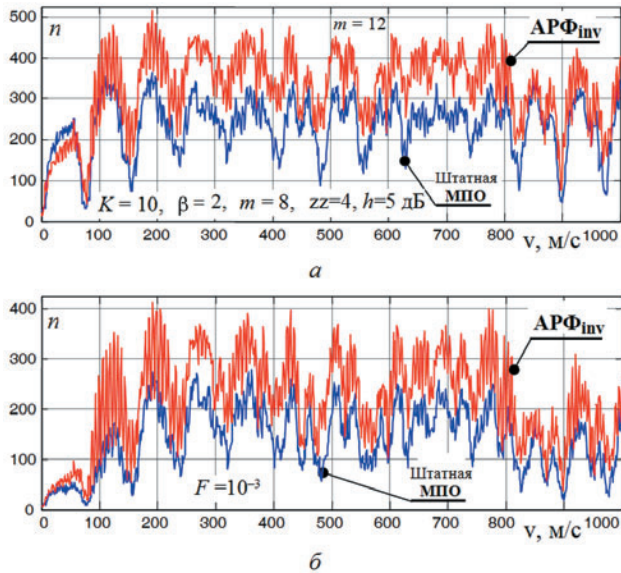 500
n
m = 12
АРФinv
400
300
200
Штатная
МПО
100
K = 10, β = 2, m = 8, zz=4, h=5 дБ
0
0 100 200 300 400 500 600 700 800 900 1000
v, м/с
а
400
n
АРФinv
300
200
100
F =10⁻³
Штатная
МПО
0
0 100 200 300 400 500 600 700 800 900 1000
v, м/с
б